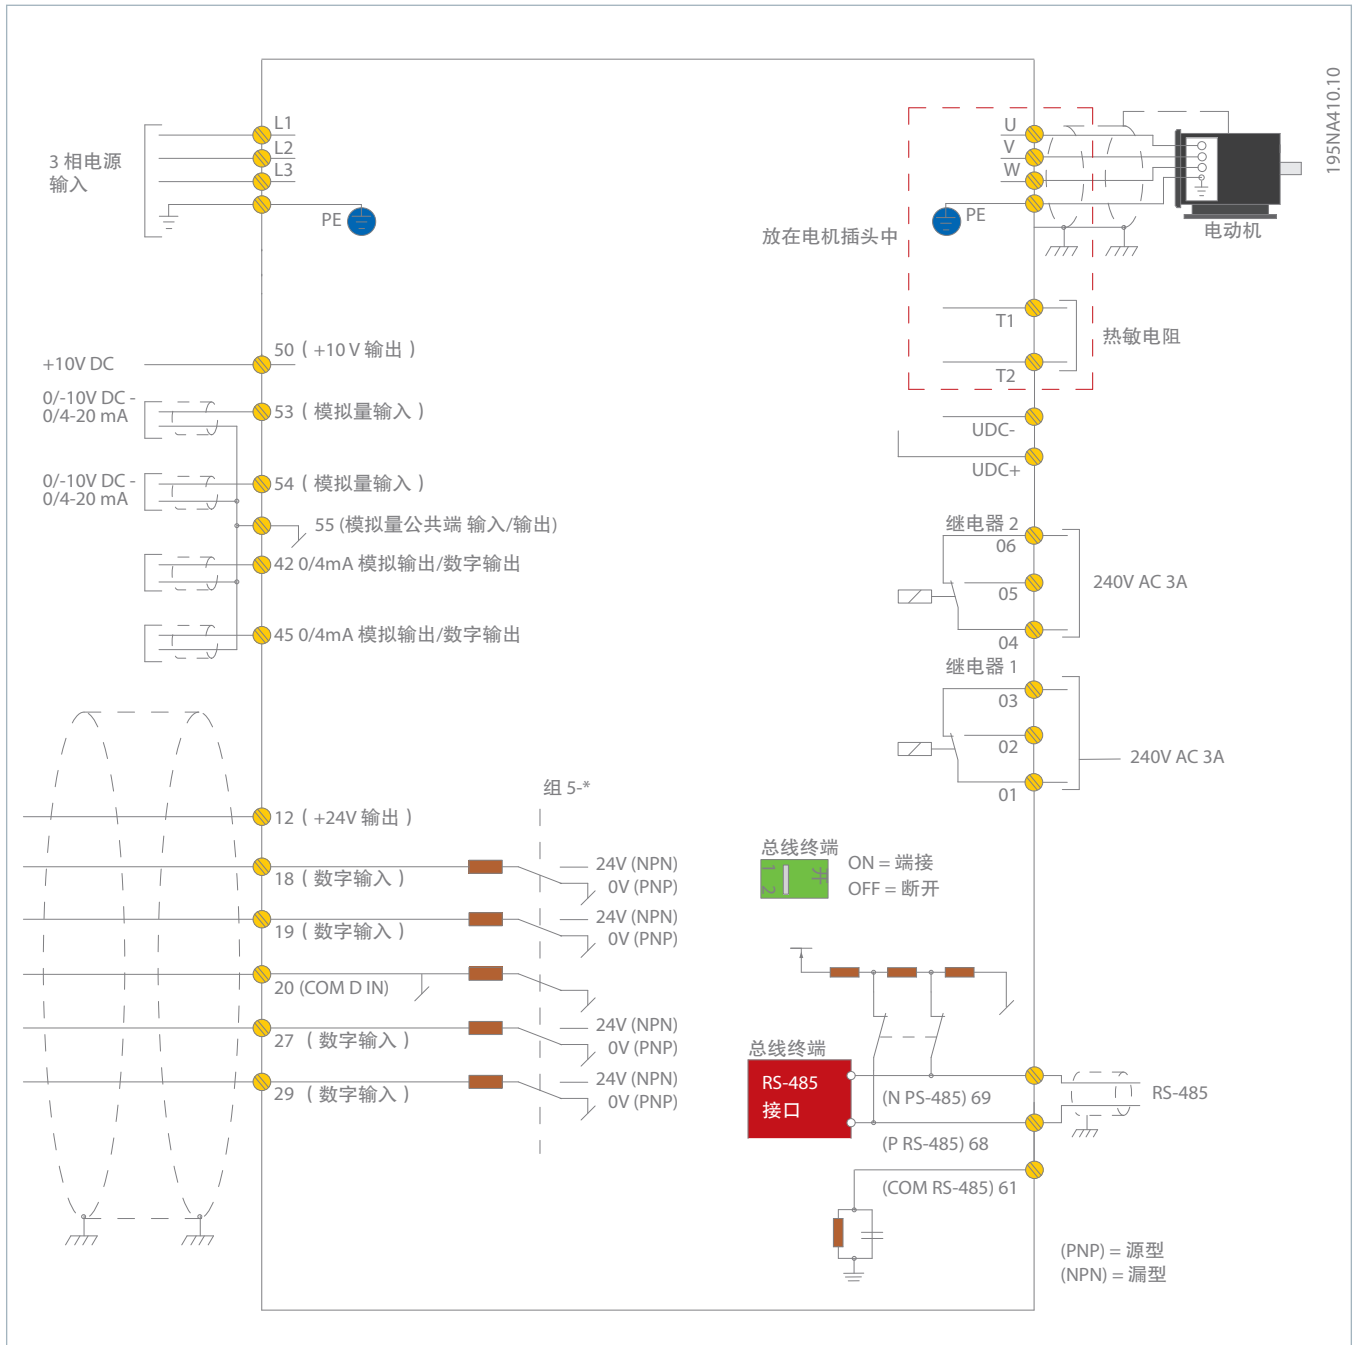 195NA410.10
3 相电源
输入
L1
L2
L3
PE
U
V
W
PE
放在电机插头中
电动机
T1
T2
热敏电阻
+10V DC
50（+10 V 输出）
0/-10V DC -
0/4-20 mA
53（模拟量输入）
0/-10V DC -
0/4-20 mA
54（模拟量输入）
55 (模拟量公共端 输入/输出)
42 0/4mA 模拟输出/数字输出
45 0/4mA 模拟输出/数字输出
UDC-
UDC+
继电器 2
06
05
04
240V AC 3A
继电器 1
03
02
01
240V AC 3A
组 5-*
12（+24V 输出）
18（数字输入）
24V (NPN)
0V (PNP)
19（数字输入）
24V (NPN)
0V (PNP)
20 (COM D IN)
27（数字输入）
24V (NPN)
0V (PNP)
29（数字输入）
24V (NPN)
0V (PNP)
总线终端
1
2
开
ON = 端接
OFF = 断开
总线终端
RS-485
接口
(N PS-485) 69
(P RS-485) 68
(COM RS-485) 61
RS-485
(PNP) = 源型
(NPN) = 漏型